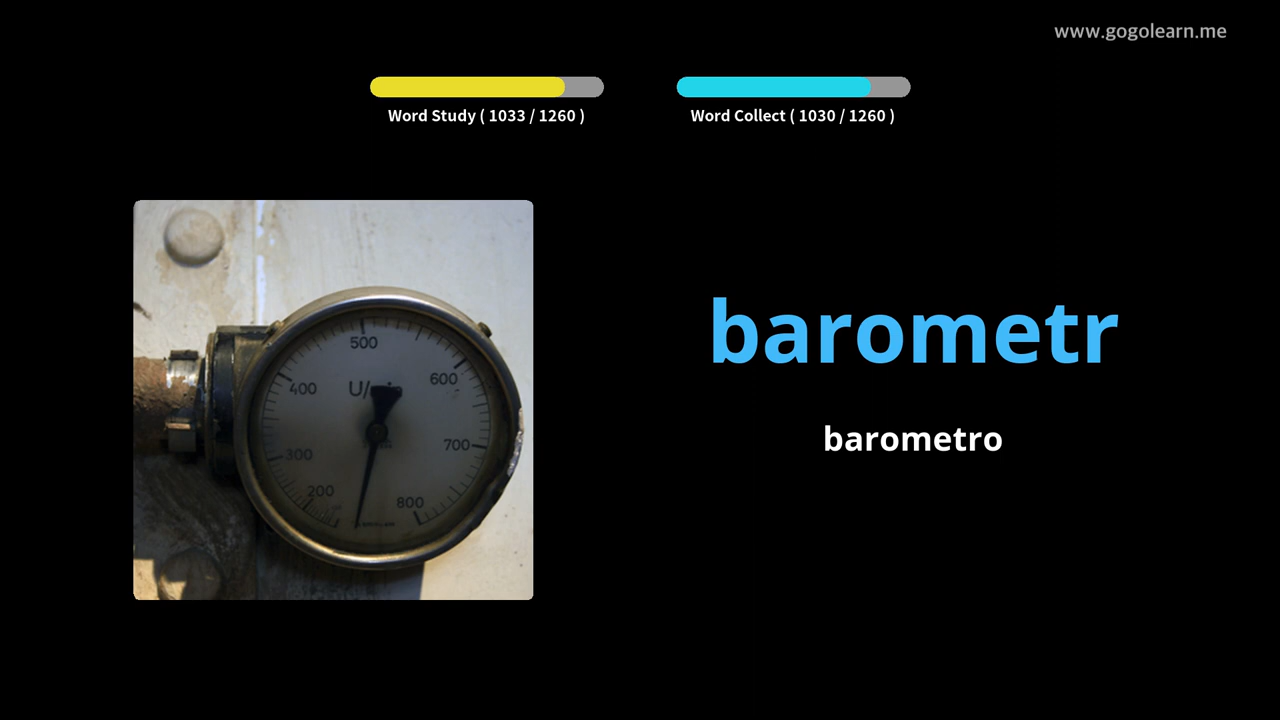 www.gogolearn.me
Word Study ( 1033 / 1260 )
Word Collect ( 1030 / 1260 )
barometr
barometro
500
400
600
300
700
200
800